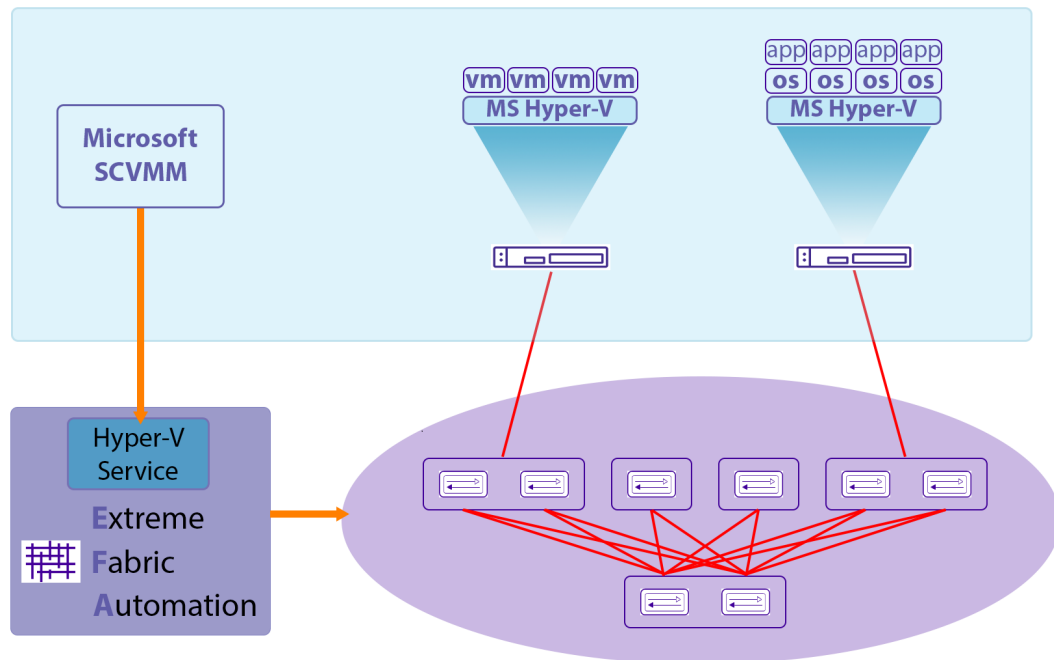 app app app app
vm vm vm vm
os os os os
MS Hyper-V
MS Hyper-V
Microsoft
SCVMM
Hyper-V
Service
Extreme
Fabric
Automation